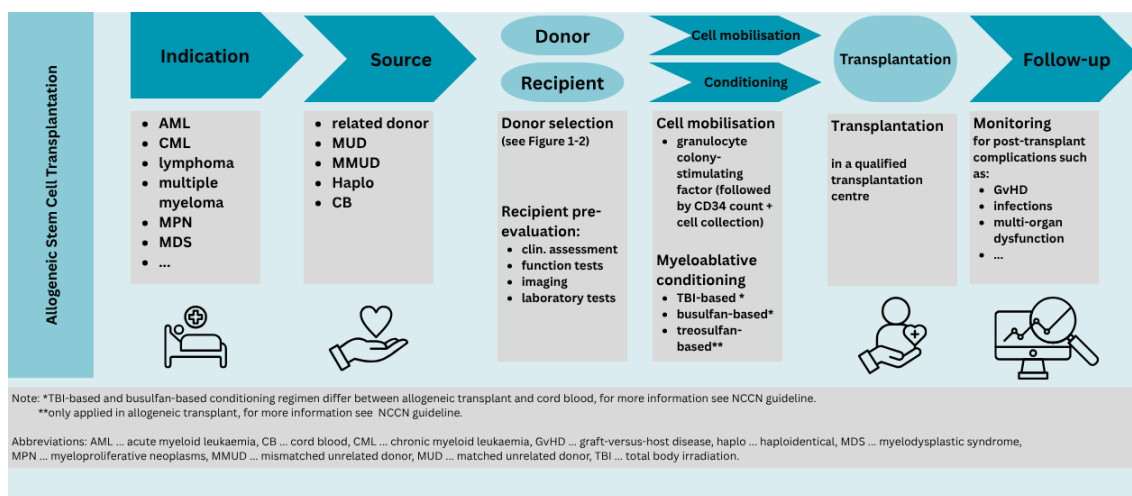 Allogeneic Stem Cell Transplantation
Indication
Source
Donor
Recipient
Cell mobilisation
Conditioning
Transplantation
Follow-up
• AML
• CML
• lymphoma
• multiple
myeloma
• MPN
• MDS
• ...
• related donor
• MUD
• MMUD
• Haplo
• CB
Donor selection
(see Figure 1-2)
Recipient pre-
evaluation:
• clin. assessment
• function tests
• imaging
• laboratory tests
Cell mobilisation
• granulocyte
colony-
stimulating
factor (followed
by CD34 count +
cell collection)
Myeloablative
conditioning
• TBI-based *
• busulfan-based*
• treosulfan-
based**
Transplantation
in a qualified
transplantation
centre
Monitoring
for post-transplant
complications such
as:
• GvHD
• infections
• multi-organ
dysfunction
• ...
Note: *TBI-based and busulfan-based conditioning regimen differ between allogeneic transplant and cord blood, for more information see NCCN guideline.
**only applied in allogeneic transplant, for more information see NCCN guideline.
Abbreviations: AML ... acute myeloid leukaemia, CB ... cord blood, CML ... chronic myeloid leukaemia, GvHD ... graft-versus-host disease, haplo ... haploidentical, MDS ... myelodysplastic syndrome,
MPN ... myeloproliferative neoplasms, MMUD ... mismatched unrelated donor, MUD ... matched unrelated donor, TBI ... total body irradiation.